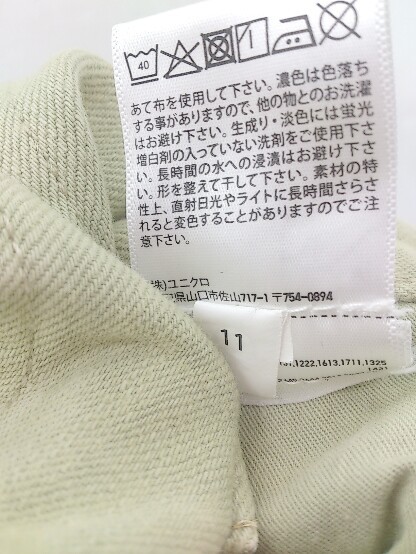 40
あて布を使用して下さい。濃色は色落ち
する事がありますので、他の物とのお洗濯
はお避け下さい。生成り・淡色には蛍光
増白剤の入っていない洗剤をご使用下さ
い。長時間の水への浸漬はお避け下さ
い。形を整えて干して下さい。素材の特
性上、直射日光やライトに長時間さらさ
れると変色することがありますのでご注
意下さい。
株)ユニクロ
県山口市佐山717-1 〒754-0894
11
1222,1613,1711,1325
1431